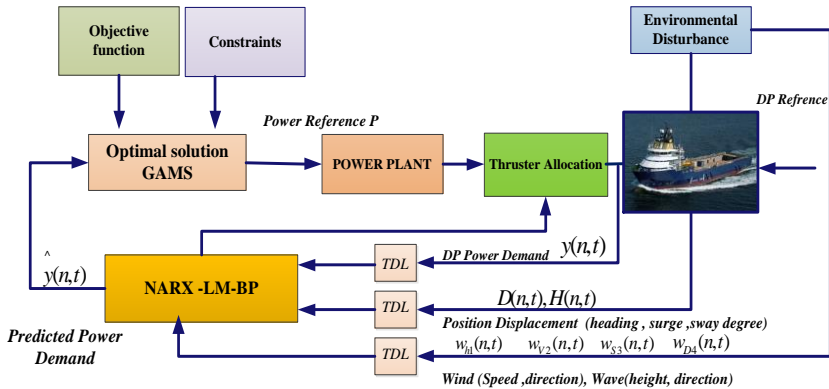 Objective
function
Constraints
Environmental
Disturbance
DP Refrence
Power Reference P
Optimal solution
GAMS
POWER PLANT
Thruster Allocation
^
y(n,t)
NARX -LM-BP
TDL
DP Power Demand
y(n,t)
TDL
D(n,t),H(n,t)
Position Displacement (heading , surge ,sway degree)
Predicted Power
Demand
TDL
w_{h1}(n,t) w_{V2}(n,t) w_{S3}(n,t) w_{D4}(n,t)
Wind (Speed ,direction), Wave(height, direction)